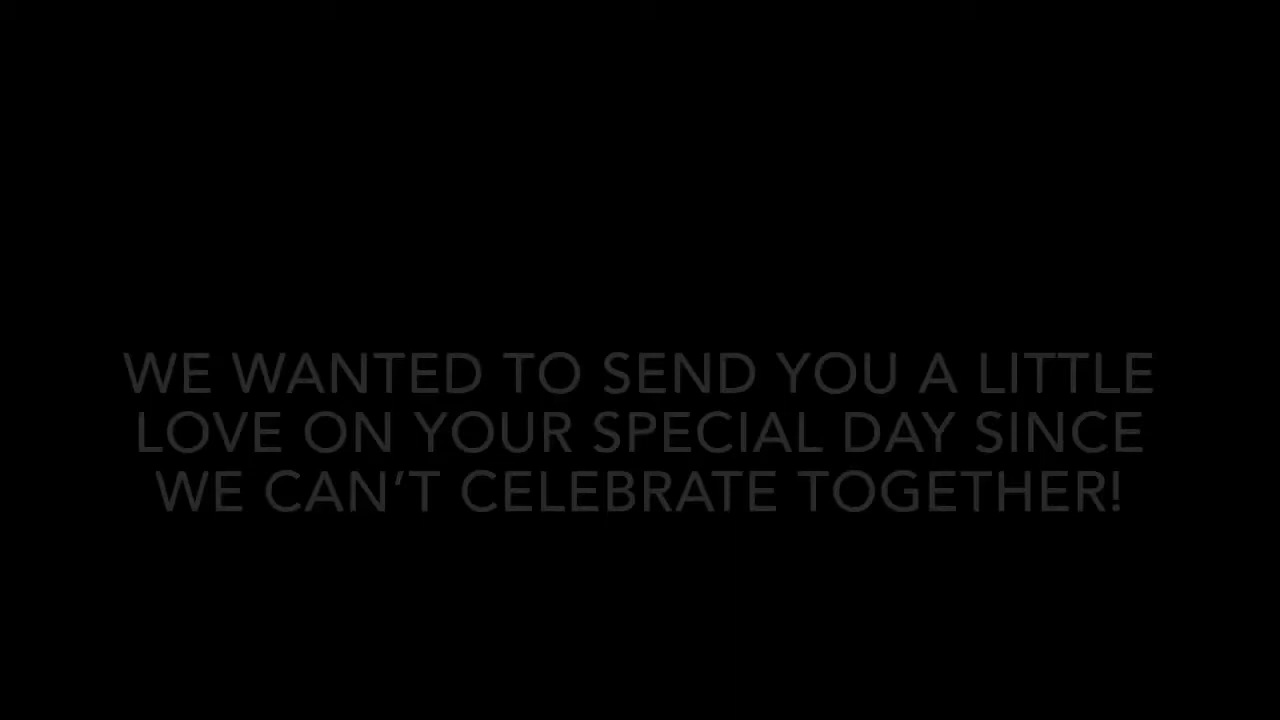 WE WANTED TO SEND YOU A LITTLE
LOVE ON YOUR SPECIAL DAY SINCE
WE CAN’T CELEBRATE TOGETHER!